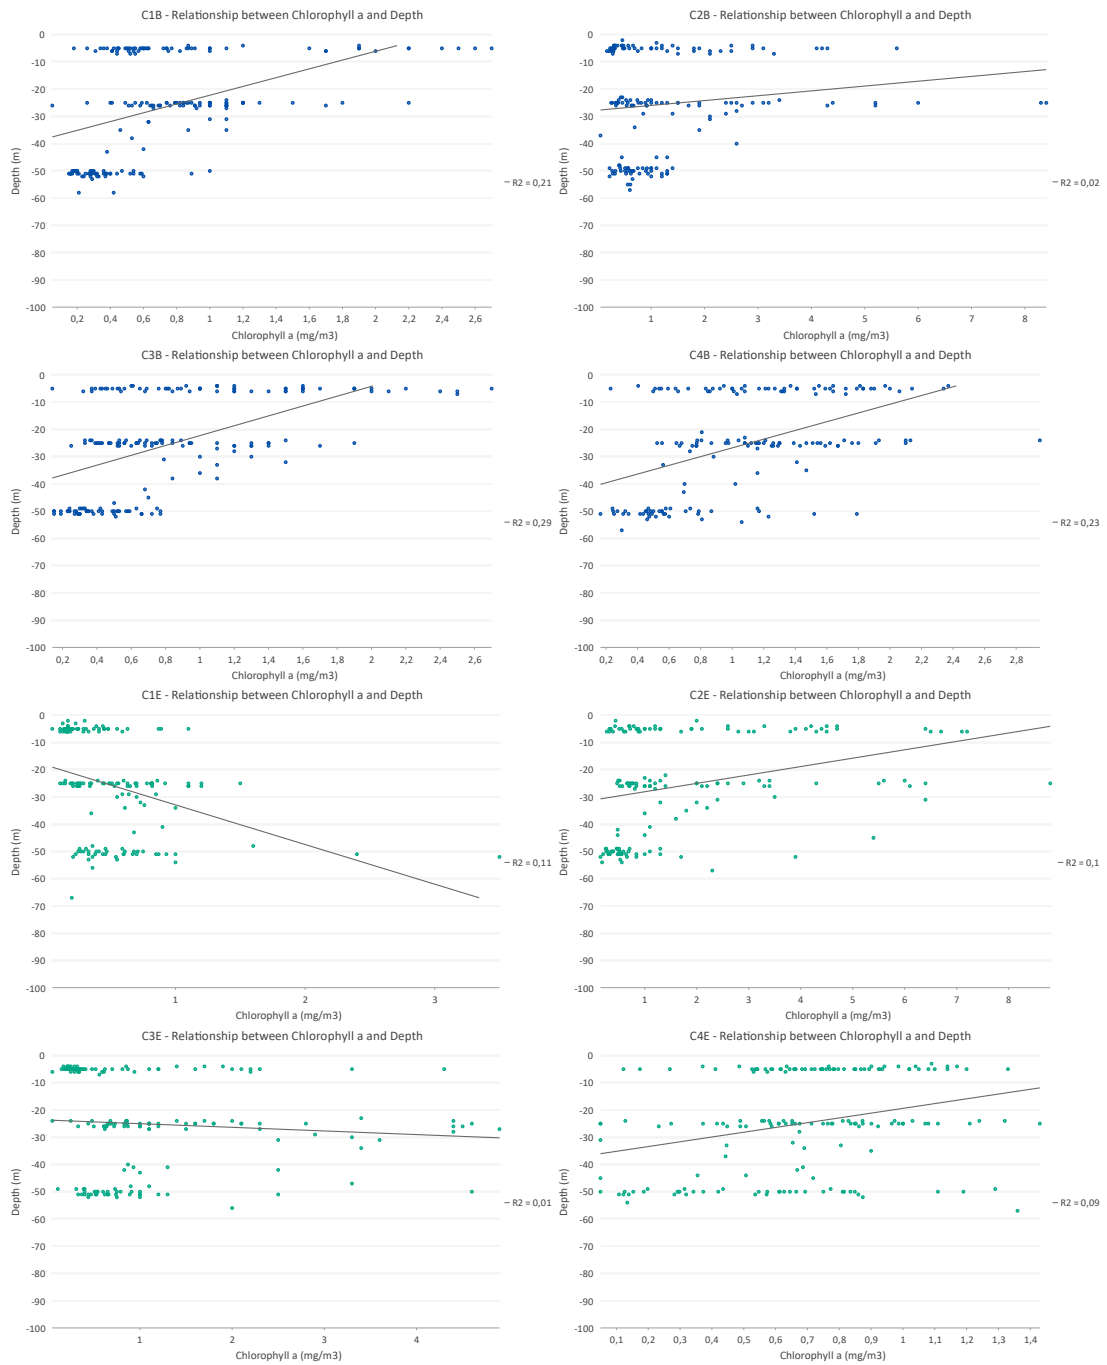 C1B - Relationship between Chlorophyll a and Depth
0
-10
-20
-30
-40
-50
-60
-70
-80
-90
-100
Depth (m)
0,2 0,4 0,6 0,8 1 1,2 1,4 1,6 1,8 2 2,2 2,4 2,6
Chlorophyll a (mg/m3)
R2 = 0,21
C2B - Relationship between Chlorophyll a and Depth
0
-10
-20
-30
-40
-50
-60
-70
-80
-90
-100
Depth (m)
1 2 3 4 5 6 7 8
Chlorophyll a (mg/m3)
R2 = 0,02
C3B - Relationship between Chlorophyll a and Depth
0
-10
-20
-30
-40
-50
-60
-70
-80
-90
-100
Depth (m)
0,2 0,4 0,6 0,8 1 1,2 1,4 1,6 1,8 2 2,2 2,4 2,6
Chlorophyll a (mg/m3)
R2 = 0,29
C4B - Relationship between Chlorophyll a and Depth
0
-10
-20
-30
-40
-50
-60
-70
-80
-90
-100
Depth (m)
0,2 0,4 0,6 0,8 1 1,2 1,4 1,6 1,8 2 2,2 2,4 2,6 2,8
Chlorophyll a (mg/m3)
R2 = 0,23
C1E - Relationship between Chlorophyll a and Depth
0
-10
-20
-30
-40
-50
-60
-70
-80
-90
-100
Depth (m)
1 2 3
Chlorophyll a (mg/m3)
R2 = 0,11
C2E - Relationship between Chlorophyll a and Depth
0
-10
-20
-30
-40
-50
-60
-70
-80
-90
-100
Depth (m)
1 2 3 4 5 6 7 8
Chlorophyll a (mg/m3)
R2 = 0,1
C3E - Relationship between Chlorophyll a and Depth
0
-10
-20
-30
-40
-50
-60
-70
-80
-90
-100
Depth (m)
1 2 3 4
Chlorophyll a (mg/m3)
R2 = 0,01
C4E - Relationship between Chlorophyll a and Depth
0
-10
-20
-30
-40
-50
-60
-70
-80
-90
-100
Depth (m)
0,1 0,2 0,3 0,4 0,5 0,6 0,7 0,8 0,9 1 1,1 1,2 1,3 1,4
Chlorophyll a (mg/m3)
R2 = 0,09